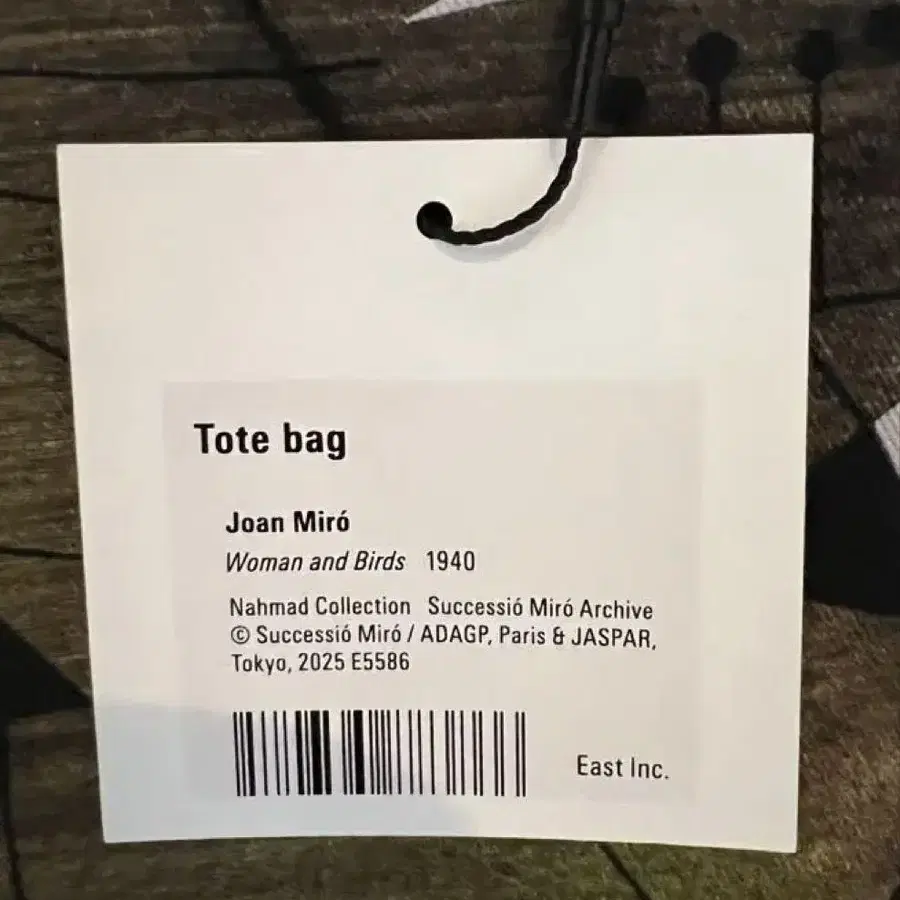 Tote bag
Joan Miró
Woman and Birds 1940
Nahmad Collection Successió Miró Archive
© Successió Miró / ADAGP, Paris & JASPAR,
Tokyo, 2025 E5586
East Inc.